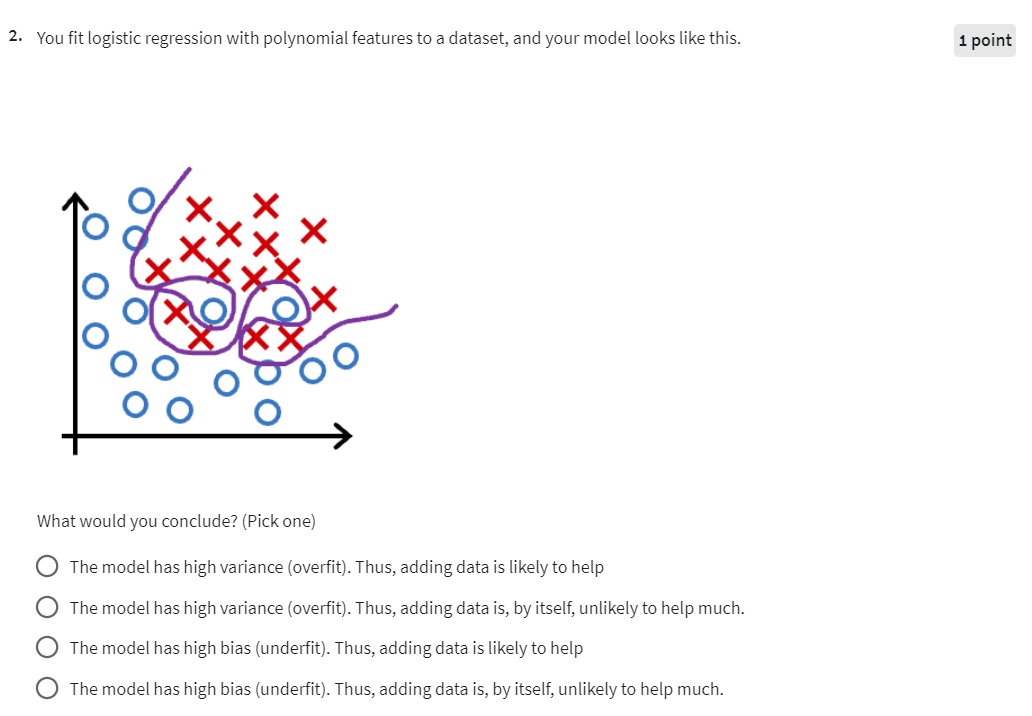 2. You fit logistic regression with polynomial features to a dataset, and your model looks like this.
1 point
What would you conclude? (Pick one)
The model has high variance (overfit). Thus, adding data is likely to help
The model has high variance (overfit). Thus, adding data is, by itself, unlikely to help much.
The model has high bias (underfit). Thus, adding data is likely to help
The model has high bias (underfit). Thus, adding data is, by itself, unlikely to help much.